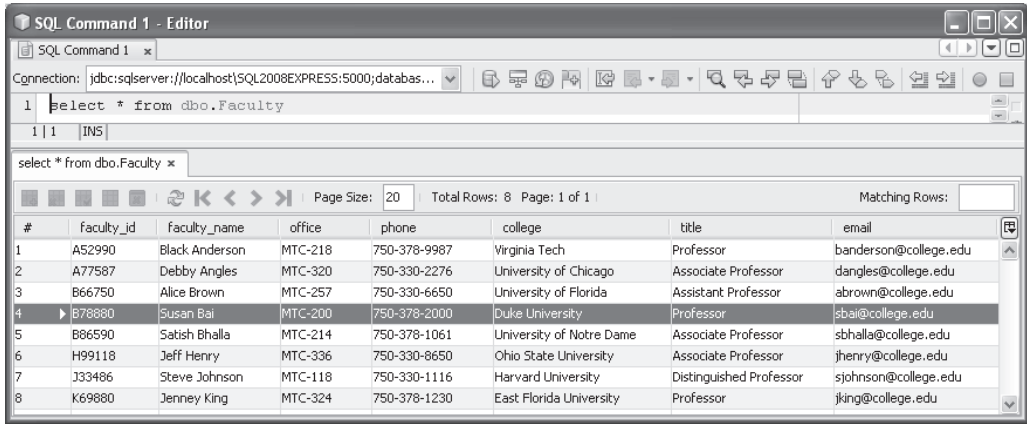 SQL Command 1 - Editor
SQL Command 1 x
Connection: jdbc:sqlserver://localhost\SQL2008EXPRESS:5000;databas...
1 select * from dbo.Faculty
1 | 1 INS
select * from dbo.Faculty x
Page Size: 20 Total Rows: 8 Page: 1 of 1 Matching Rows:
# faculty_id faculty_name office phone college title email
1 A52990 Black Anderson MTC-218 750-378-9987 Virginia Tech Professor banderson@college.edu
2 A77587 Debby Angles MTC-320 750-330-2276 University of Chicago Associate Professor dangles@college.edu
3 B66750 Alice Brown MTC-257 750-330-6650 University of Florida Assistant Professor abrown@college.edu
4 B78880 Susan Bai MTC-200 750-378-2000 Duke University Professor sbai@college.edu
5 B86590 Satish Bhalla MTC-214 750-378-1061 University of Notre Dame Associate Professor sbhalla@college.edu
6 H99118 Jeff Henry MTC-336 750-330-8650 Ohio State University Associate Professor jhenry@college.edu
7 J33486 Steve Johnson MTC-118 750-330-1116 Harvard University Distinguished Professor sjohnson@college.edu
8 K69880 Jenney King MTC-324 750-378-1230 East Florida University Professor jking@college.edu